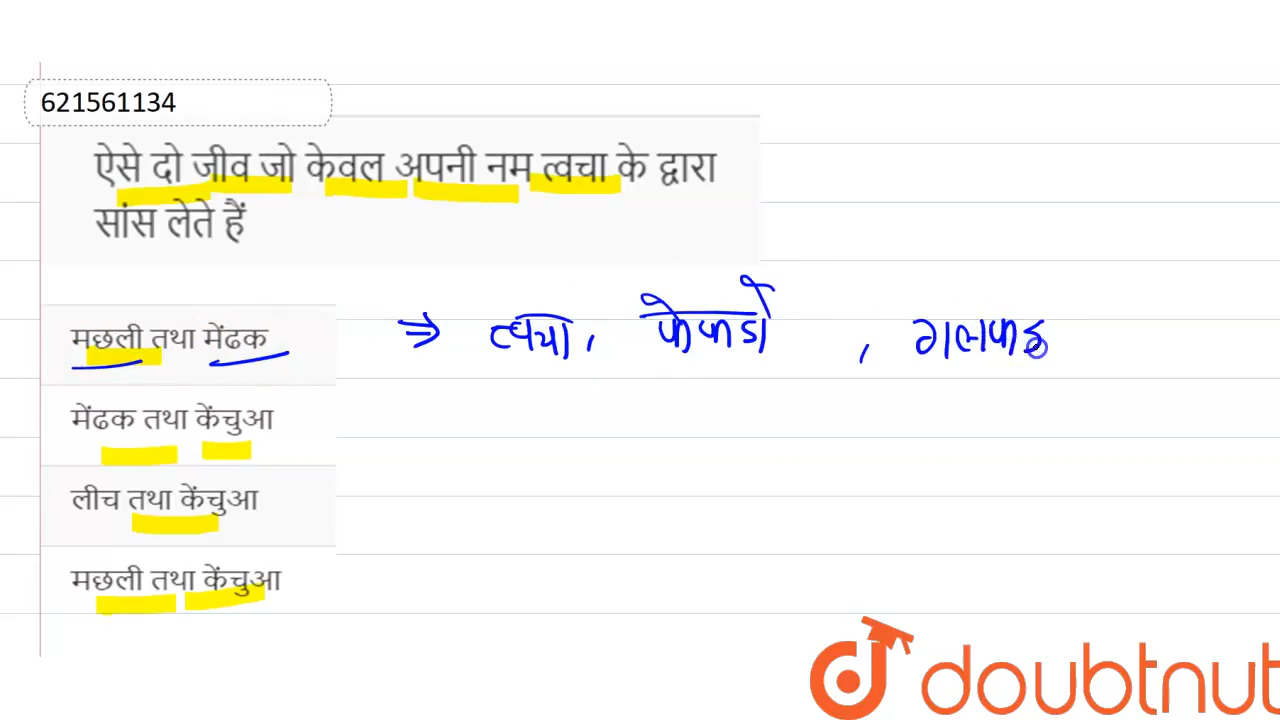 621561134
ऐसे दो जीव जो केवल अपनी नम त्वचा के द्वारा
सांस लेते हैं
मछली तथा मेंढक
⇒ त्वचा, फेफडो, गलफड
मेंढक तथा केंचुआ
लीच तथा केंचुआ
मछली तथा केंचुआ
doubtnut